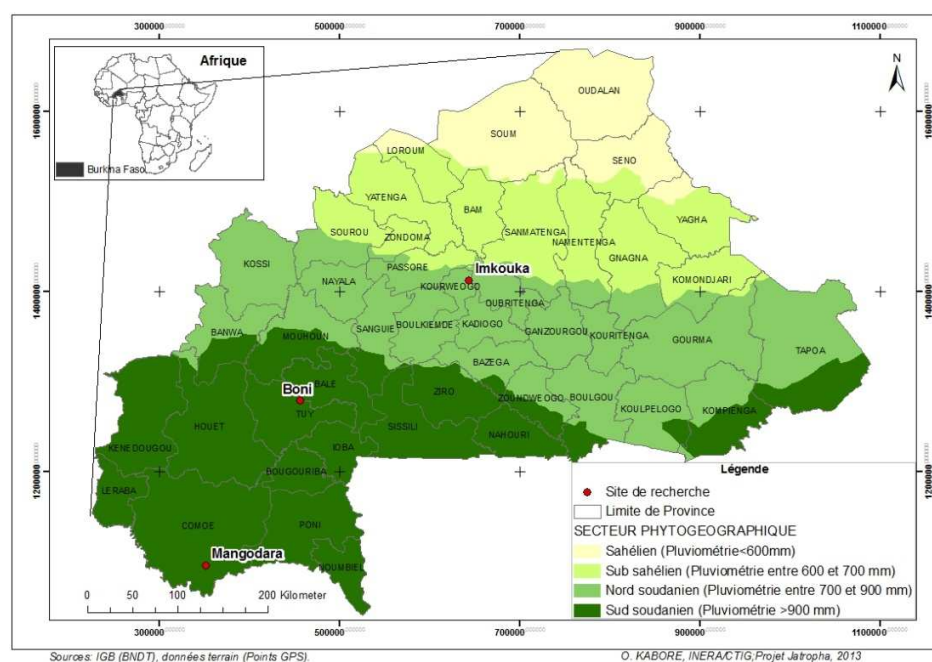 300000 500000 700000 900000 1100000
Afrique
Burkina Faso
N
1600000
1600000
1400000
1400000
1200000
1200000
OUDALAN
SOUM
LOROUM
SENO
YATENGA
BAM
YAGHA
SOUROU
ZONDOMA
SANMATENGA
NAMENTENGA
GNAGNA
KOSSI
PASSORE
Imkouka
KOMONDJARI
NAYALA
KOURWEOGO
OUBRITENGA
BANWA
MOUHOUN
SANGUIE
BOULKIEMDE
KADIOGO
GANZOURGOU
KOURITENGA
GOURMA
TAPOA
BAZEGA
Boni
BALE
ZIRO
ZOUNDWEOGO
BOULGOU
KOULPELOGO
KOMPIENGA
TUY
HOUET
SISSILI
NAHOURI
IOBA
KENEDOUGOU
BOUGOURIBA
LERABA
COMOE
PONI
Mangodara
NOUMBIEL
0 25 50 100 150 200 Kilometer
Légende
Site de recherche
Limite de Province
SECTEUR PHYTOGEOGRAPHIQUE
Sahélien (Pluviométrie<600mm)
Sub sahélien (Pluviométrie entre 600 et 700 mm)
Nord soudanien (Pluviométrie entre 700 et 900 mm)
Sud soudanien (Pluviométrie >900 mm)
300000 500000 700000 900000 1100000
Sources: IGB (BNDT), données terrain (Points GPS).
O. KABORE, INERA/CTIG;Projet Jatropha, 2013